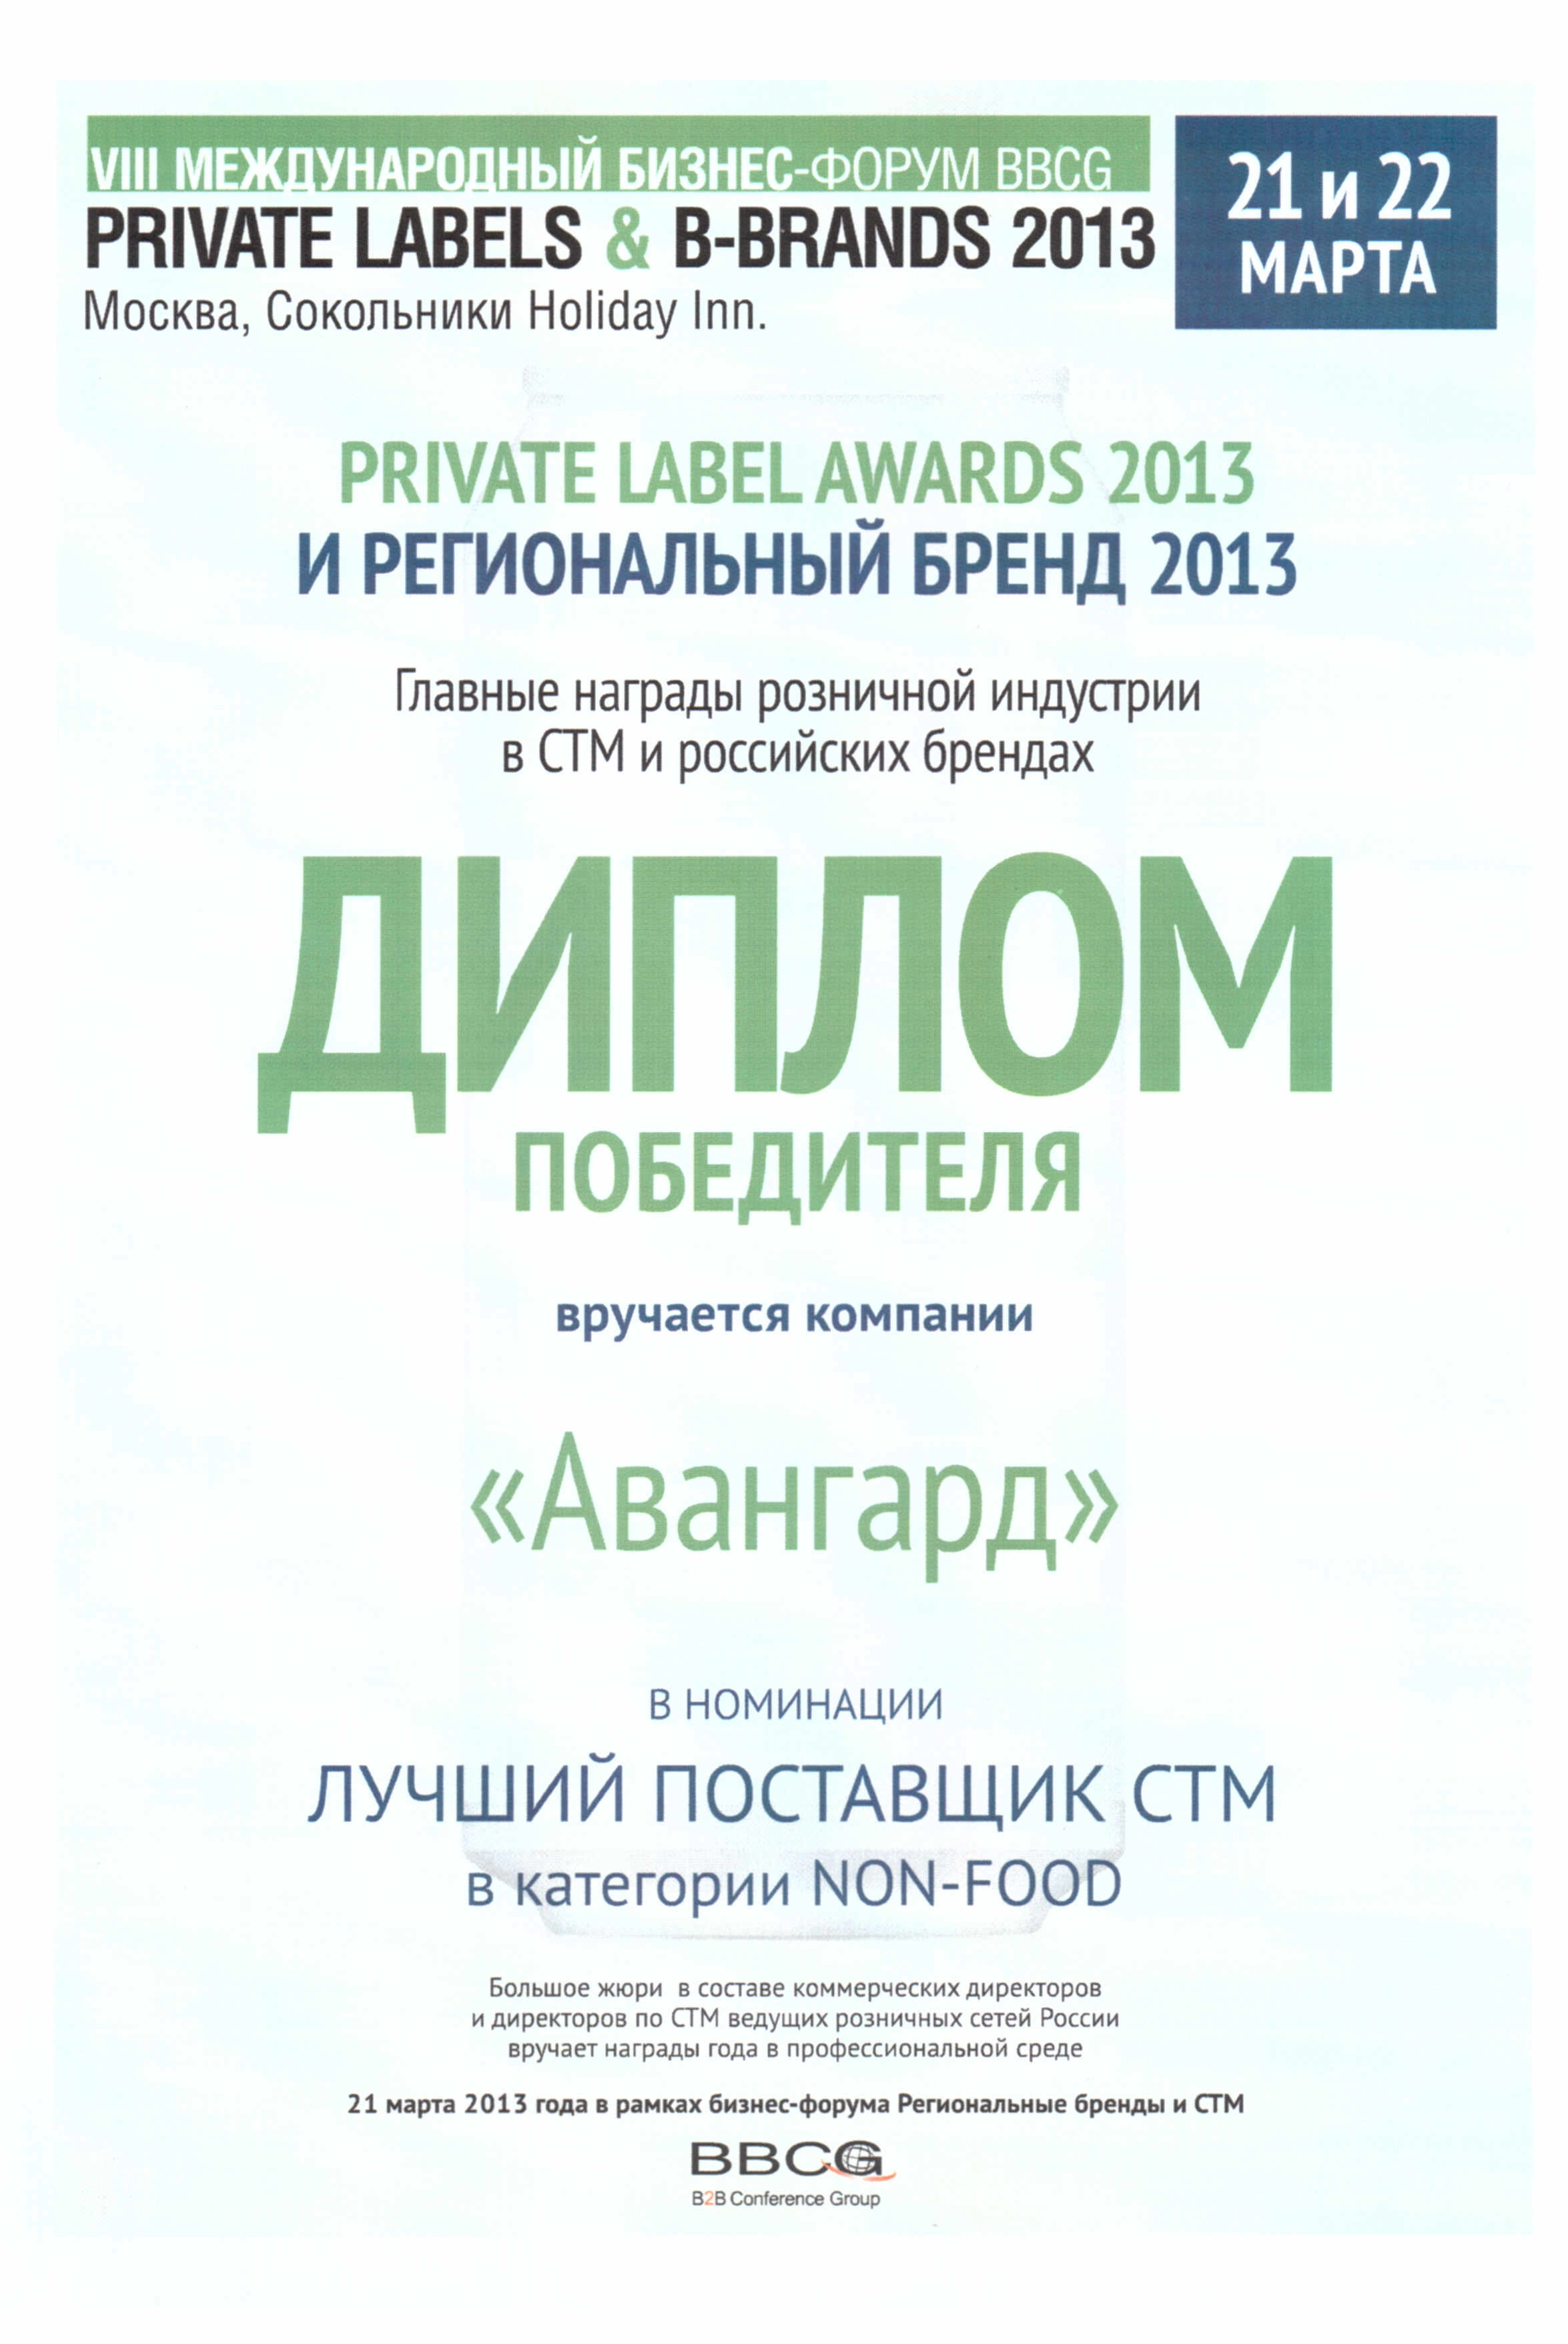 VIII МЕЖДУНАРОДНЫЙ БИЗНЕС-ФОРУМ BBCG
PRIVATE LABELS & B-BRANDS 2013
Москва, Сокольники Holiday Inn.
21 и 22
МАРТА
PRIVATE LABEL AWARDS 2013
И РЕГИОНАЛЬНЫЙ БРЕНД 2013
Главные награды розничной индустрии
в СТМ и российских брендах
ДИПЛОМ
ПОБЕДИТЕЛЯ
вручается компании
«Авангард»
В НОМИНАЦИИ
ЛУЧШИЙ ПОСТАВЩИК СТМ
в категории NON-FOOD
Большое жюри в составе коммерческих директоров
и директоров по СТМ ведущих розничных сетей России
вручает награды года в профессиональной среде
21 марта 2013 года в рамках бизнес-форума Региональные бренды и СТМ
BBCG
B2B Conference Group